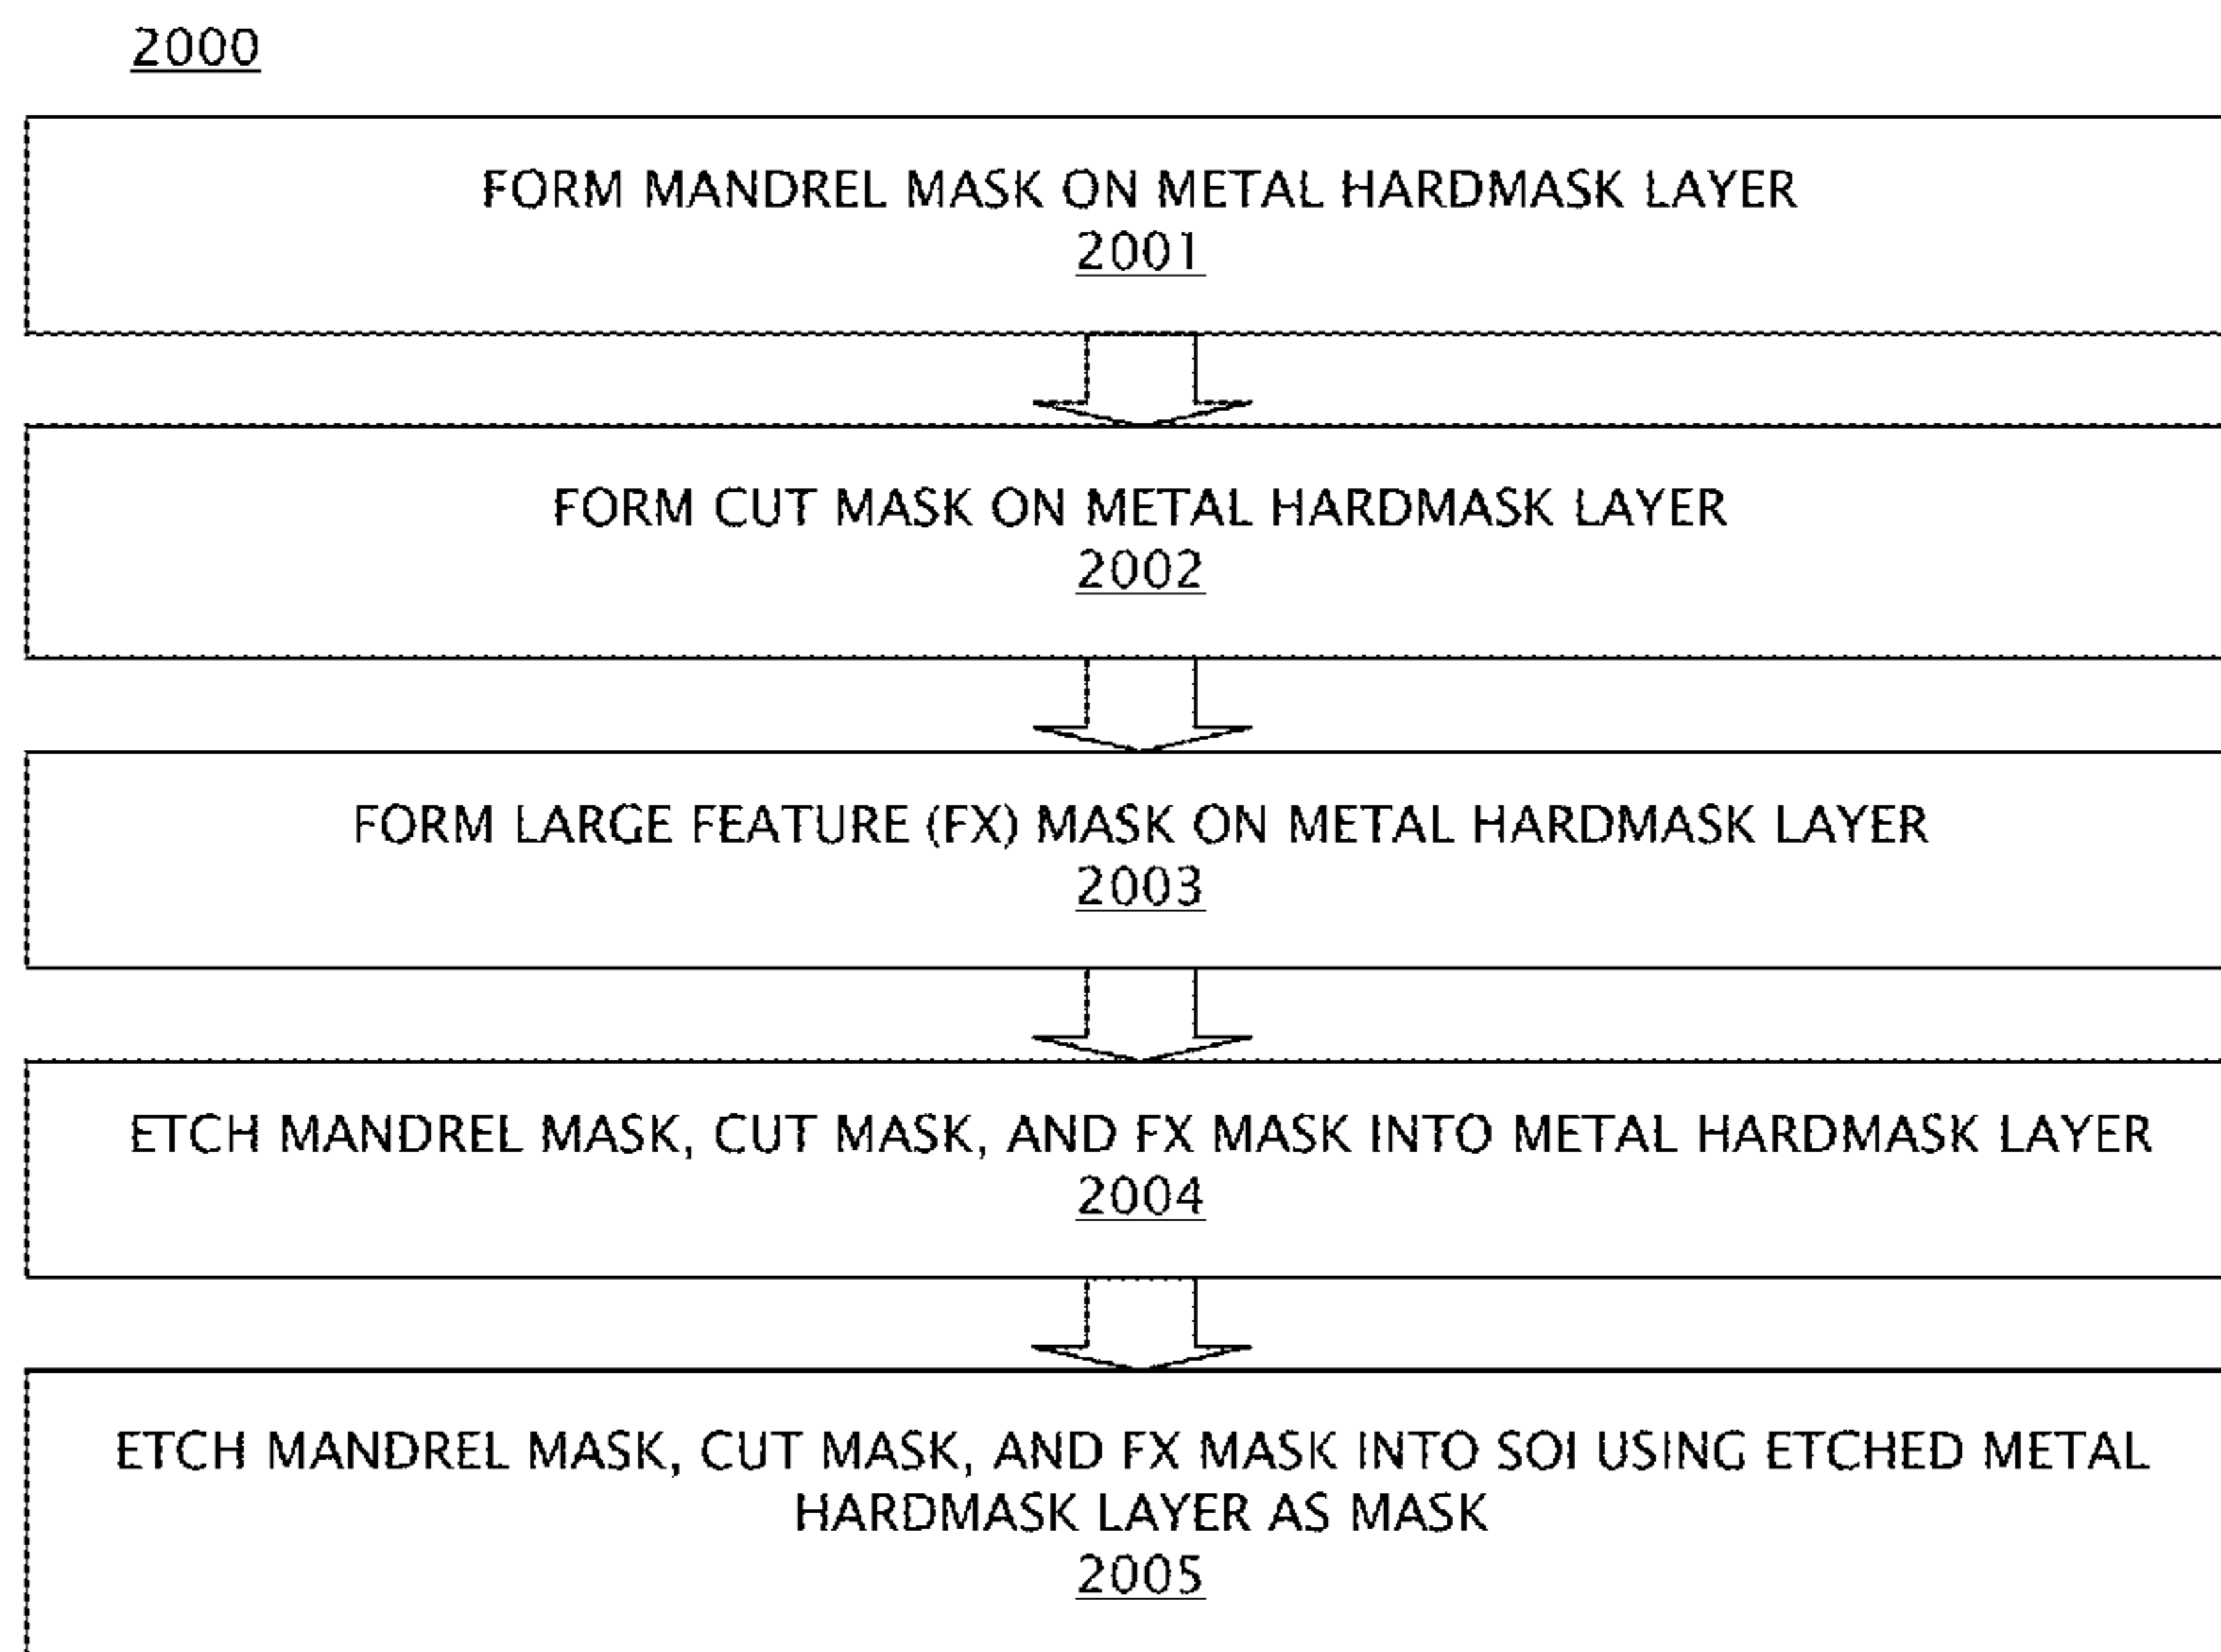 2000
FORM MANDREL MASK ON METAL HARDMASK LAYER
2001
FORM CUT MASK ON METAL HARDMASK LAYER
2002
FORM LARGE FEATURE (FX) MASK ON METAL HARDMASK LAYER
2003
ETCH MANDREL MASK, CUT MASK, AND FX MASK INTO METAL HARDMASK LAYER
2004
ETCH MANDREL MASK, CUT MASK, AND FX MASK INTO SOI USING ETCHED METAL
HARDMASK LAYER AS MASK
2005